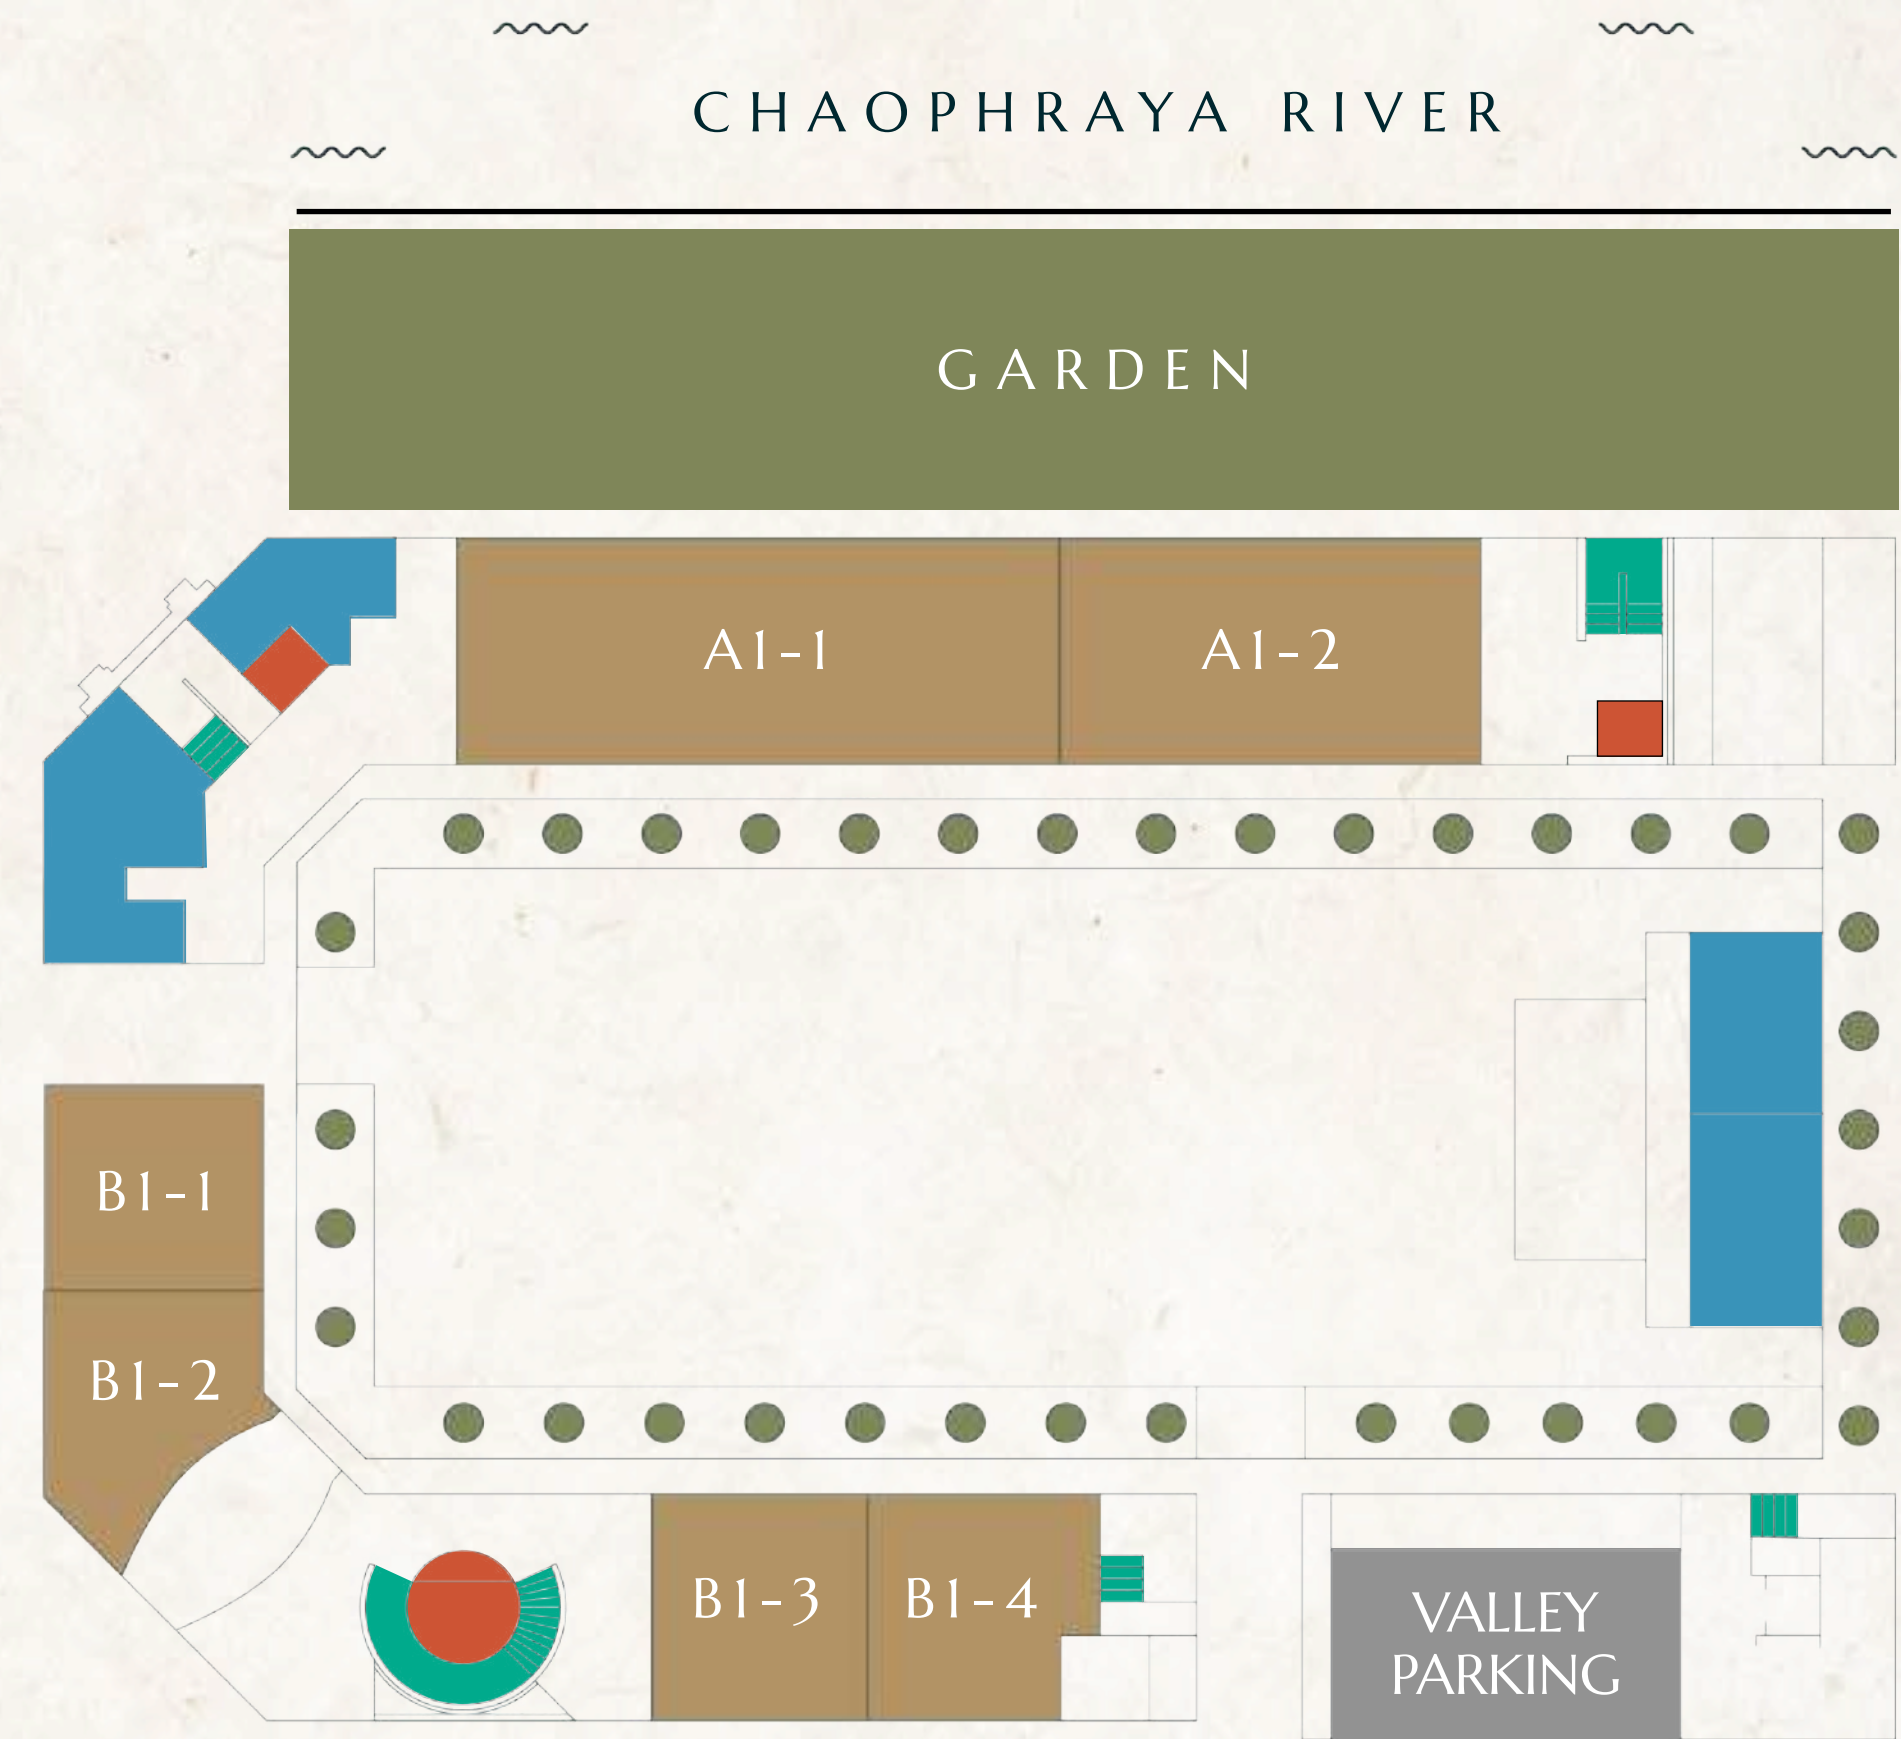 CHAOPHRAYA RIVER
GARDEN
A1-1
A1-2
B1-1
B1-2
B1-3
B1-4
VALLEY
PARKING